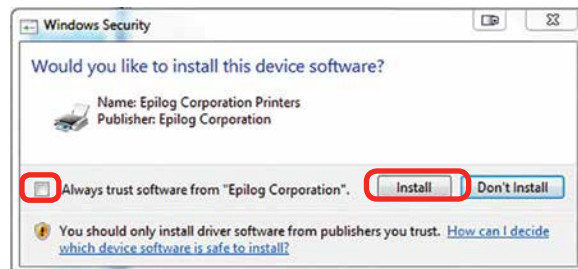 Windows Security
Would you like to install this device software?
Name: Epilog Corporation Printers
Publisher: Epilog Corporation
Always trust software from "Epilog Corporation".
Install
Don't Install
You should only install driver software from publishers you trust. How can I decide
which device software is safe to install?